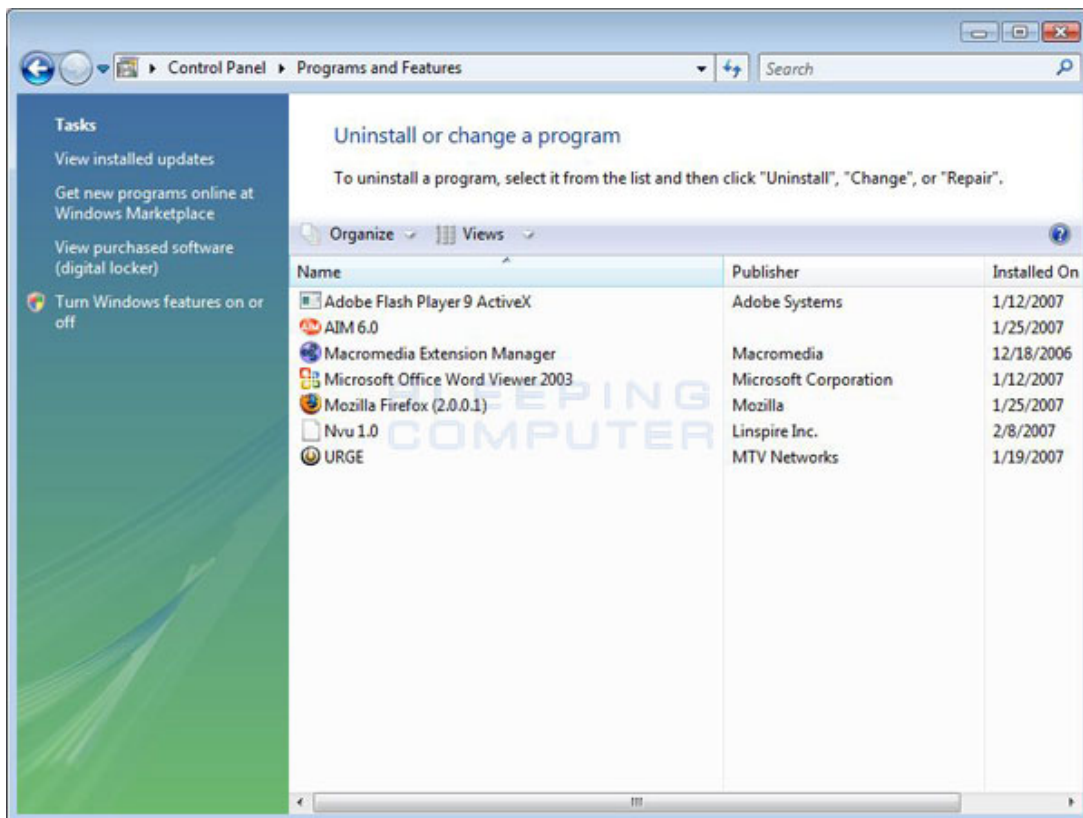 Control Panel
Programs and Features
Search
Tasks
View installed updates
Get new programs online at
Windows Marketplace
View purchased software
(digital locker)
Turn Windows features on or
off
Uninstall or change a program
To uninstall a program, select it from the list and then click "Uninstall", "Change", or "Repair".
Organize Views
Name Publisher Installed On
Adobe Flash Player 9 ActiveX Adobe Systems 1/12/2007
AIM 6.0 1/25/2007
Macromedia Extension Manager Macromedia 12/18/2006
Microsoft Office Word Viewer 2003 Microsoft Corporation 1/12/2007
Mozilla Firefox (2.0.0.1) Mozilla 1/25/2007
Nvu 1.0 Linspire Inc. 2/8/2007
URGE MTV Networks 1/19/2007
BLEEPING
COMPUTER